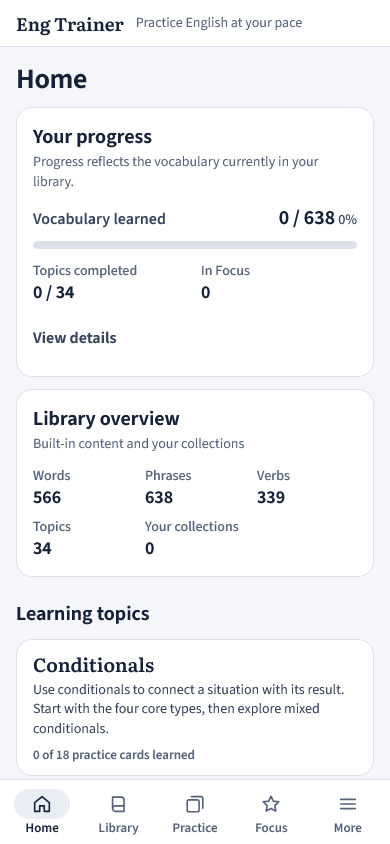 Eng Trainer Practice English at your pace
Home
Your progress
Progress reflects the vocabulary currently in your
library.
Vocabulary learned 0 / 638 0%
Topics completed In Focus
0 / 34 0
View details
Library overview
Built-in content and your collections
Words Phrases Verbs
566 638 339
Topics Your collections
34 0
Learning topics
Conditionals
Use conditionals to connect a situation with its result.
Start with the four core types, then explore mixed
conditionals.
0 of 18 practice cards learned
Home Library Practice Focus More